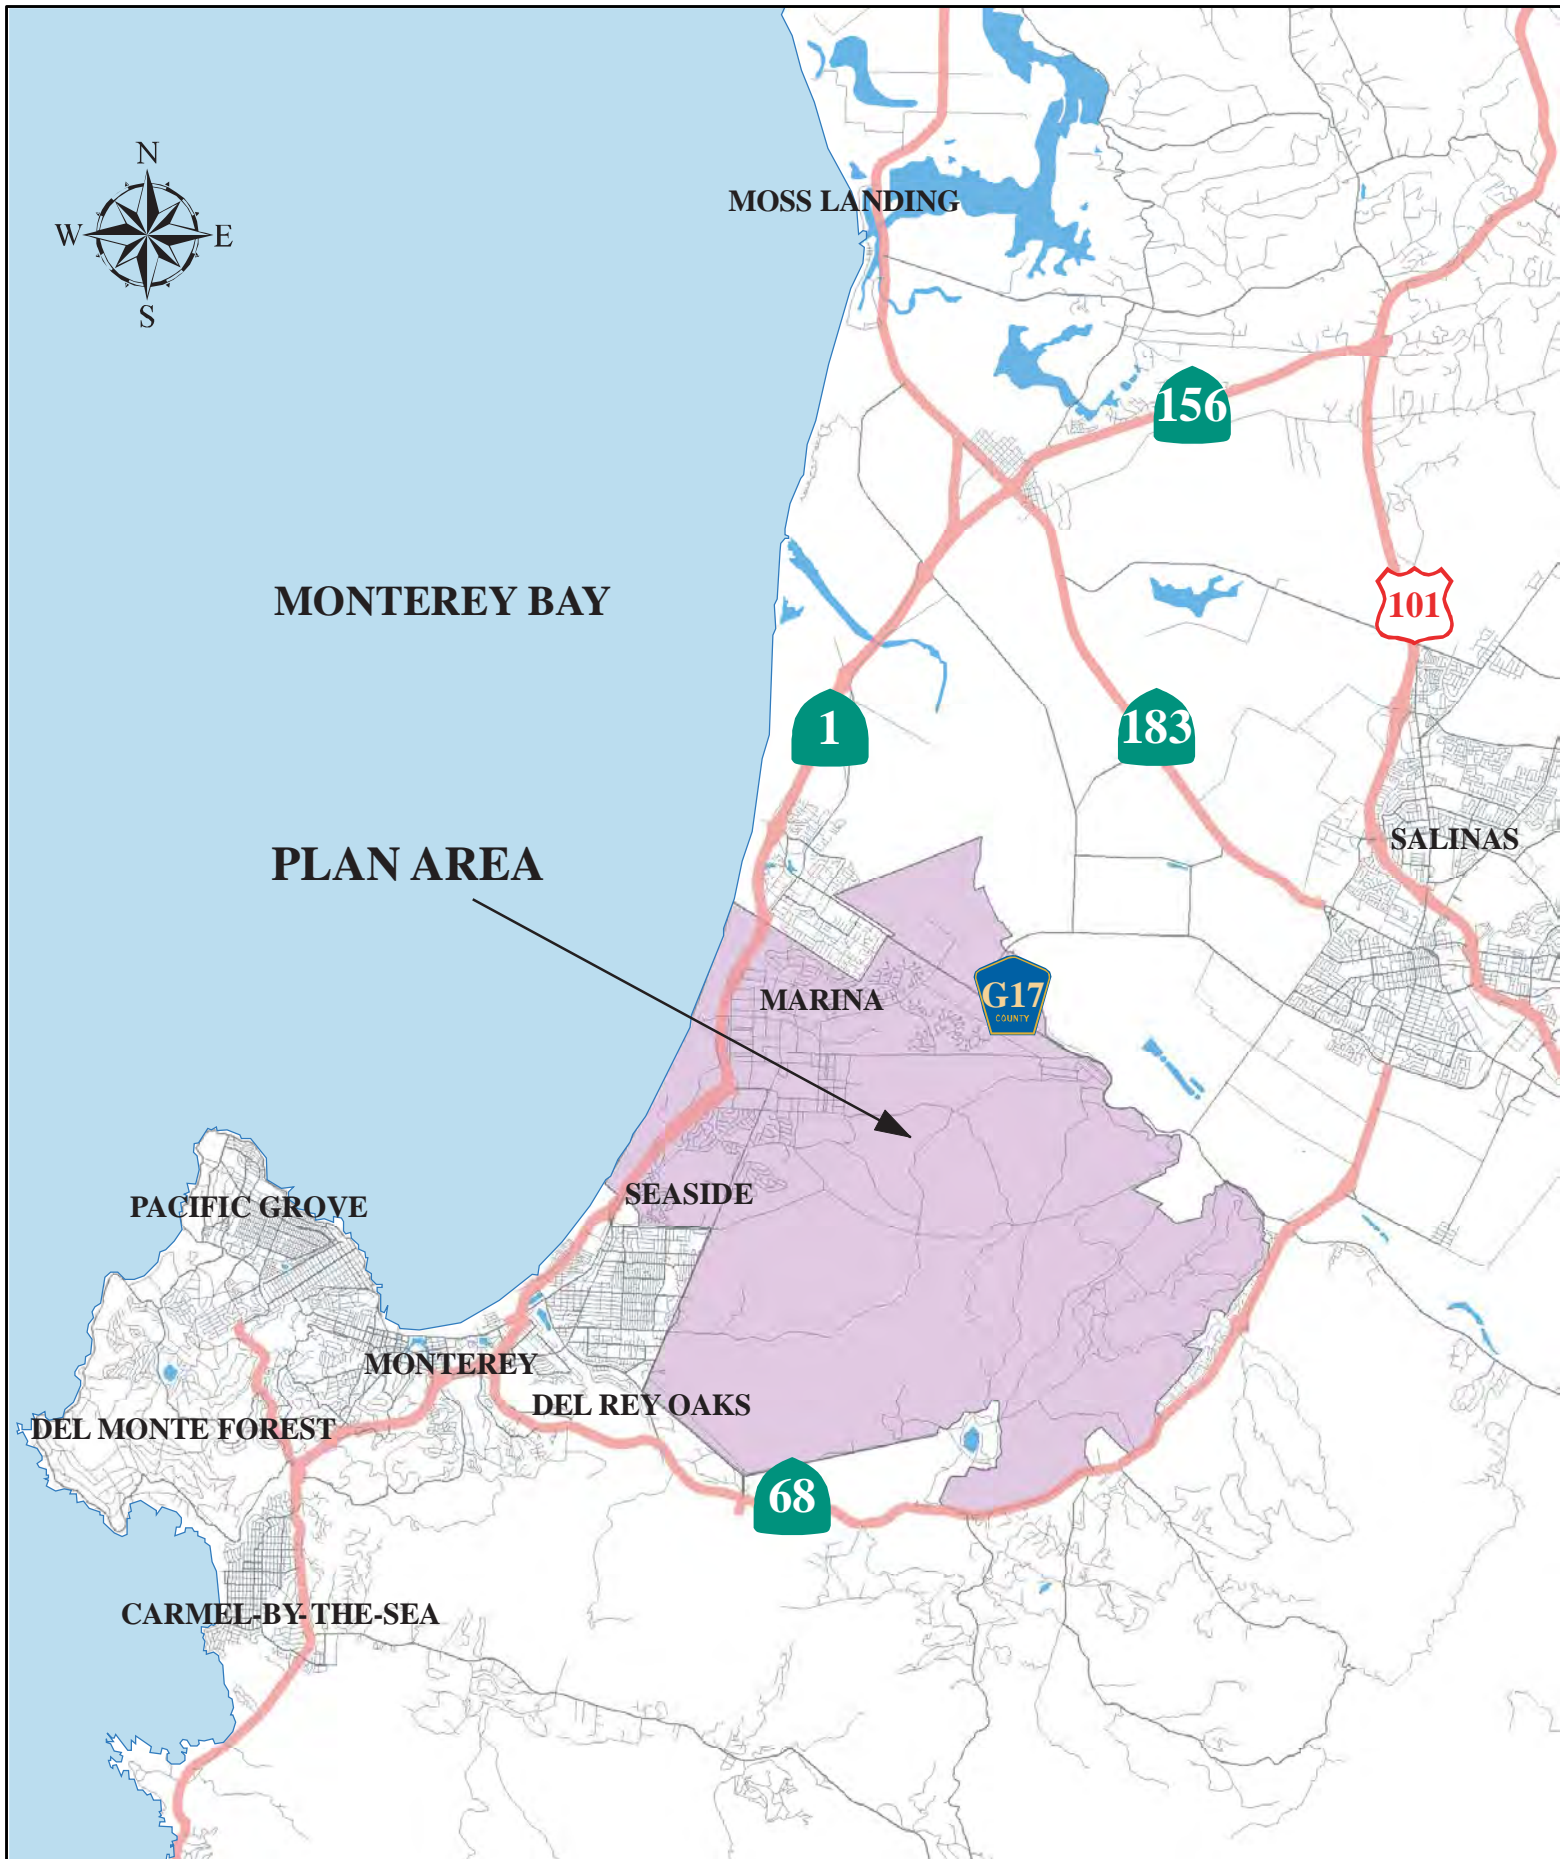 N
MOSS LANDING
W
E
S
156
MONTEREY BAY
101
1
183
SALINAS
PLAN AREA
MARINA
G17
COUNTY
SEASIDE
PACIFIC GROVE
MONTEREY
DEL REY OAKS
DEL MONTE FOREST
68
CARMEL-BY-THE-SEA